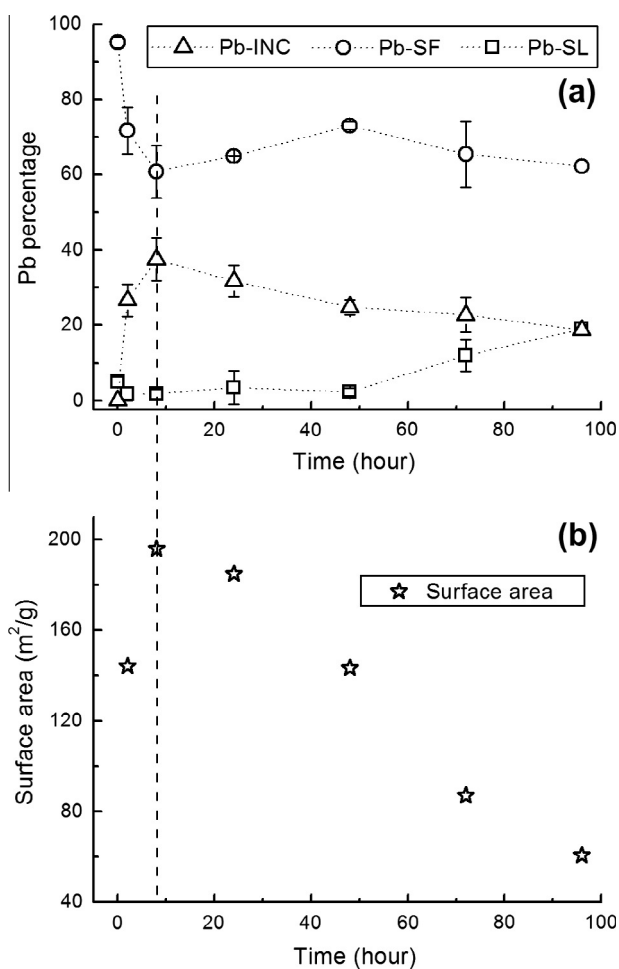 Pb-INC Pb-SF Pb-SL
(a)
100
80
60
40
20
0
Pb percentage
0 20 40 60 80 100
Time (hour)
(b)
Surface area
200
160
120
80
40
Surface area (m²/g)
0 20 40 60 80 100
Time (hour)